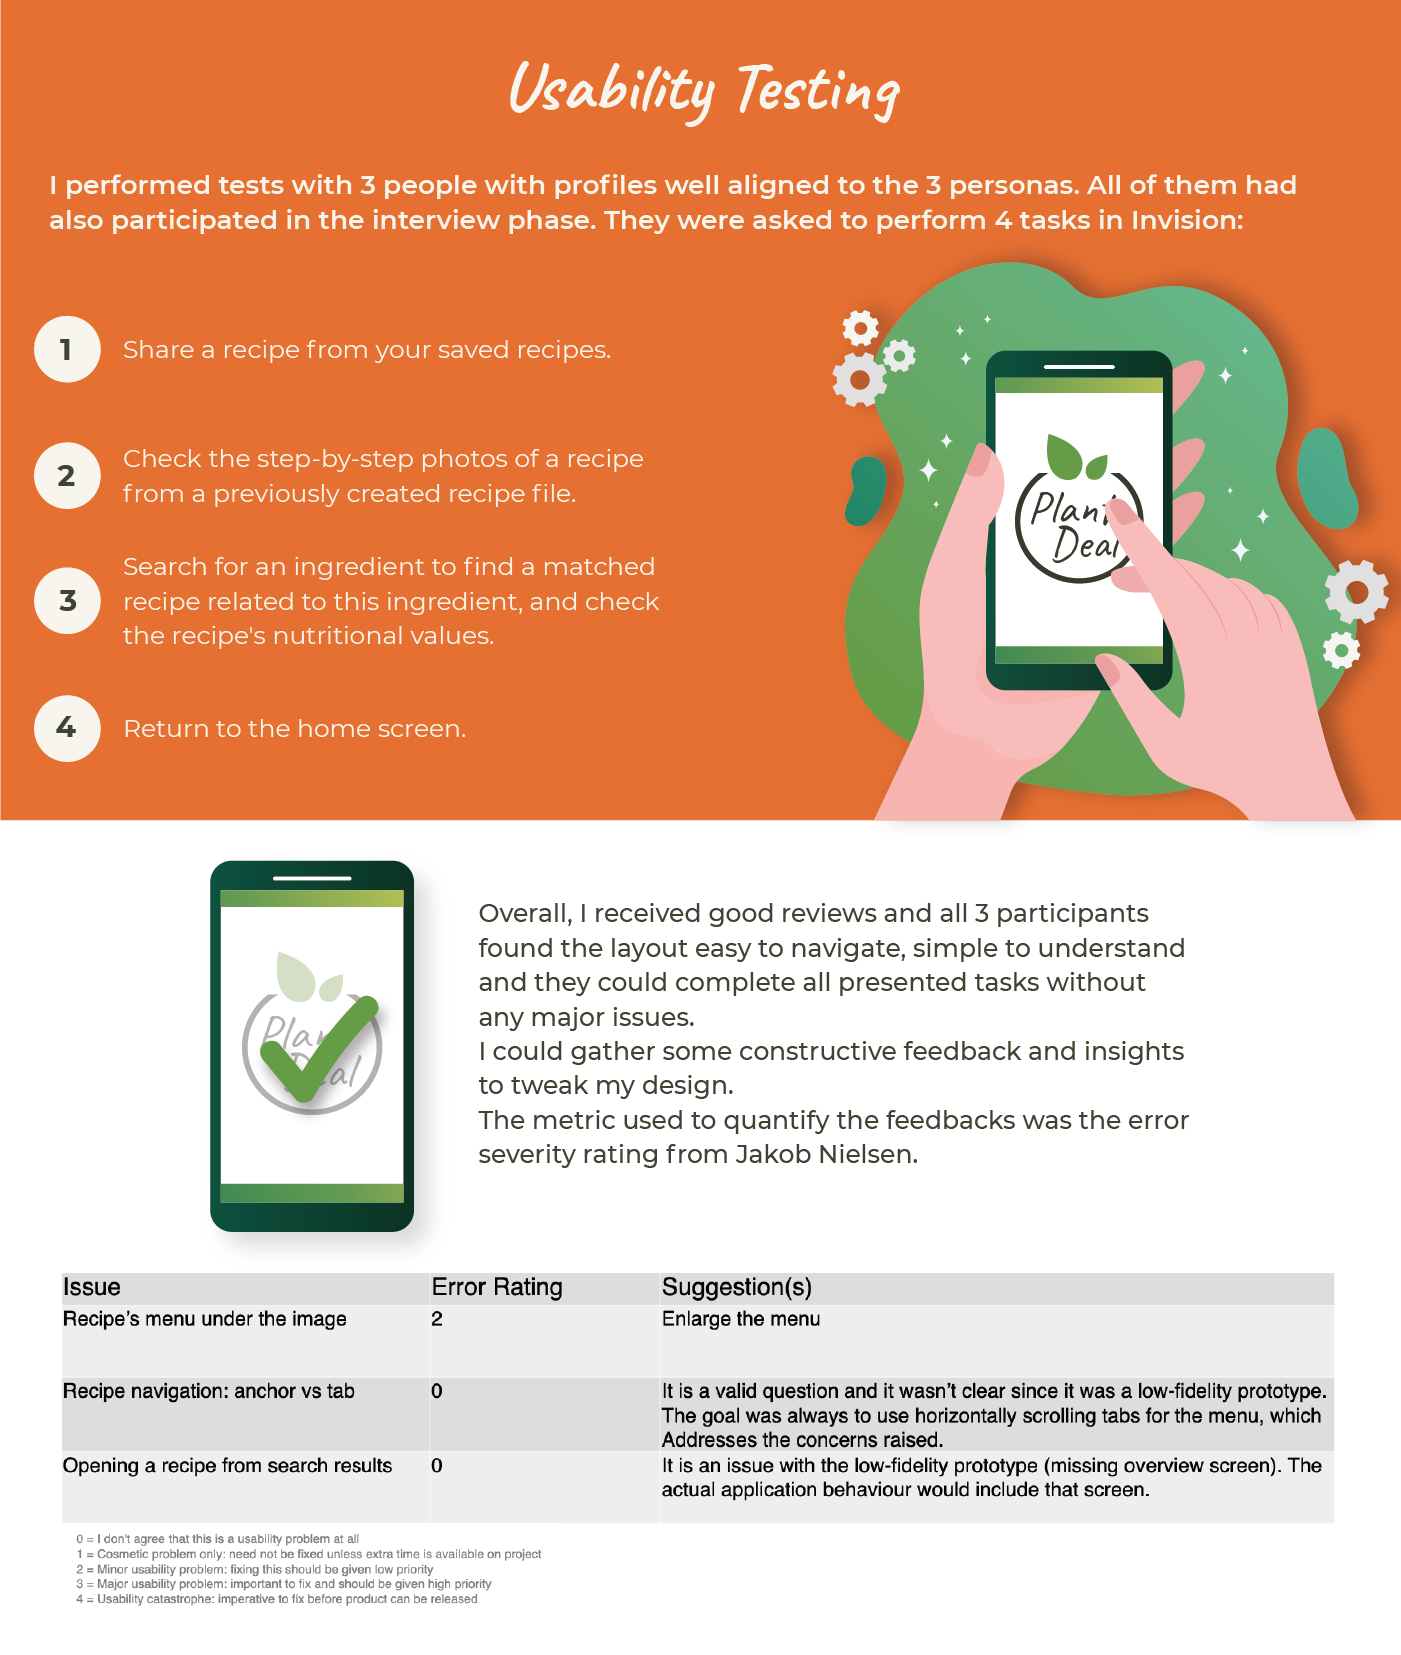 Usability Testing
I performed tests with 3 people with profiles well aligned to the 3 personas. All of them had
also participated in the interview phase. They were asked to perform 4 tasks in Invision:
1
Share a recipe from your saved recipes.
2
Check the step-by-step photos of a recipe
from a previously created recipe file.
3
Search for an ingredient to find a matched
recipe related to this ingredient, and check
the recipe's nutritional values.
4
Return to the home screen.
Plant
Deal
Plant
Deal
Overall, I received good reviews and all 3 participants
found the layout easy to navigate, simple to understand
and they could complete all presented tasks without
any major issues.
I could gather some constructive feedback and insights
to tweak my design.
The metric used to quantify the feedbacks was the error
severity rating from Jakob Nielsen.
Issue Error Rating Suggestion(s)
Recipe’s menu under the image 2 Enlarge the menu
Recipe navigation: anchor vs tab 0 It is a valid question and it wasn’t clear since it was a low-fidelity prototype.
The goal was always to use horizontally scrolling tabs for the menu, which
Addresses the concerns raised.
Opening a recipe from search results 0 It is an issue with the low-fidelity prototype (missing overview screen). The
actual application behaviour would include that screen.
0 = I don't agree that this is a usability problem at all
1 = Cosmetic problem only: need not be fixed unless extra time is available on project
2 = Minor usability problem: fixing this should be given low priority
3 = Major usability problem: important to fix and should be given high priority
4 = Usability catastrophe: imperative to fix before product can be released